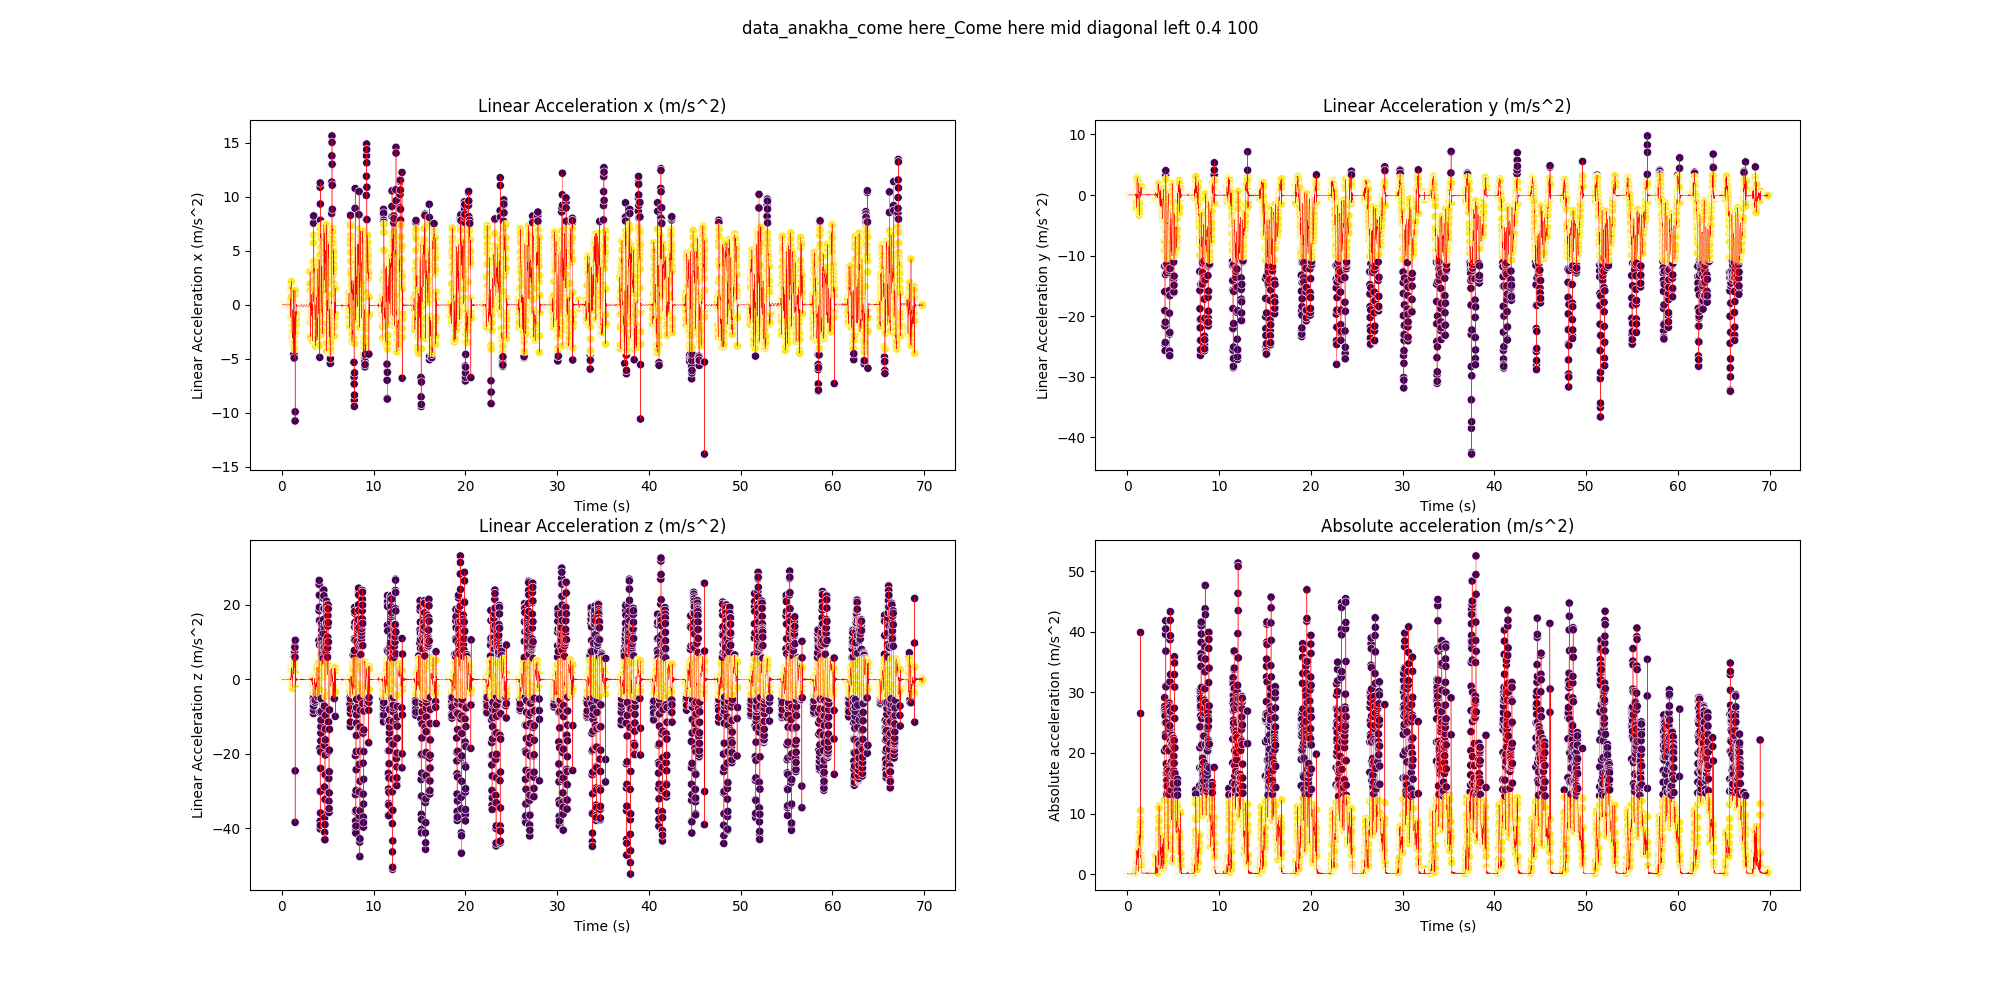 data_anakha_come here_Come here mid diagonal left 0.4 100
Linear Acceleration x (m/s^2)
Linear Acceleration x (m/s^2)
15
10
5
0
−5
−10
−15
0 10 20 30 40 50 60 70
Time (s)
Linear Acceleration y (m/s^2)
Linear Acceleration y (m/s^2)
10
0
−10
−20
−30
−40
0 10 20 30 40 50 60 70
Time (s)
Linear Acceleration z (m/s^2)
Linear Acceleration z (m/s^2)
20
0
−20
−40
0 10 20 30 40 50 60 70
Time (s)
Absolute acceleration (m/s^2)
Absolute acceleration (m/s^2)
50
40
30
20
10
0
0 10 20 30 40 50 60 70
Time (s)